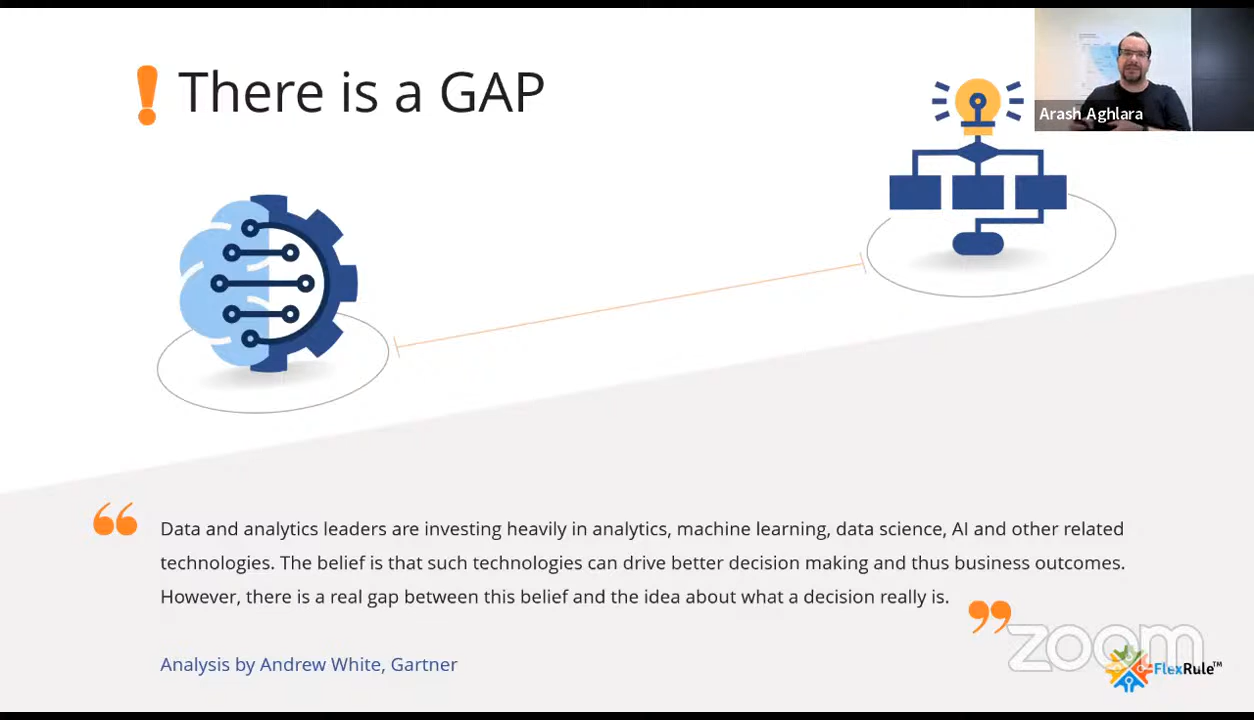 There is a GAP
Arash Aghlara
“
Data and analytics leaders are investing heavily in analytics, machine learning, data science, AI and other related
technologies. The belief is that such technologies can drive better decision making and thus business outcomes.
However, there is a real gap between this belief and the idea about what a decision really is.
”
Analysis by Andrew White, Gartner
zoom
FlexRule™